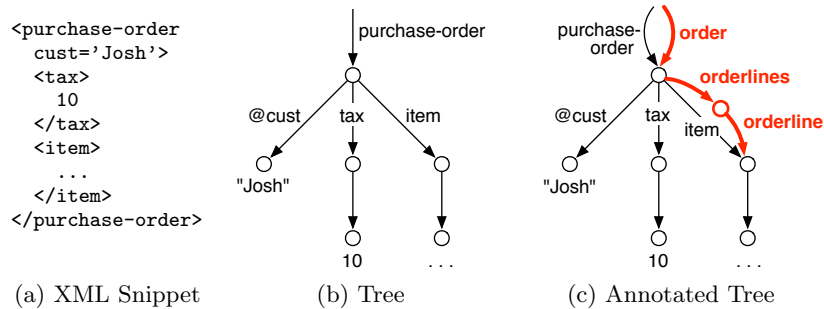 <purchase-order
cust='Josh'>
<tax>
10
</tax>
<item>
...
</item>
</purchase-order>
(a) XML Snippet
purchase-order
@cust
tax
item
"Josh"
10
...
(b) Tree
purchase-
order
order
orderlines
orderline
@cust
tax
item
"Josh"
10
...
(c) Annotated Tree